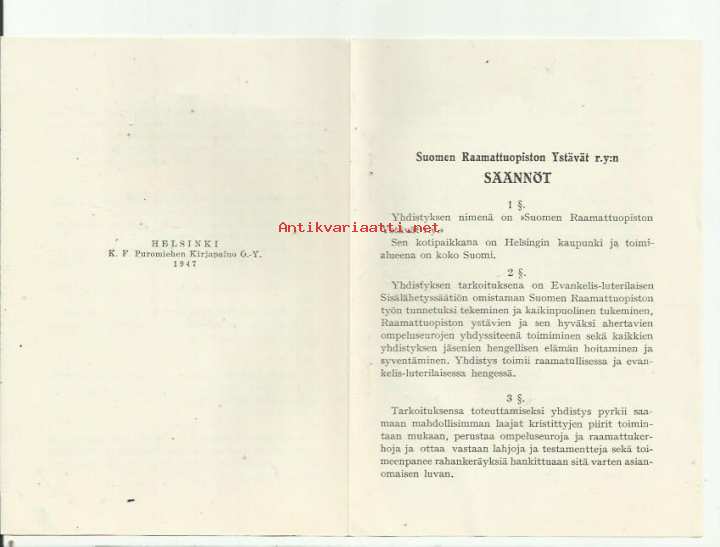 HELSINKI
K. F. Puromiehen Kirjapaino O.-Y.
1947
Antikvariaatti.net
Suomen Raamattuopiston Ystävät r.y:n
SÄÄNNÖT
1 §.
Yhdistyksen nimenä on »Suomen Raamattuopiston
Sen kotipaikkana on Helsingin kaupunki ja toimi-
alueena on koko Suomi.
2 §.
Yhdistyksen tarkoituksena on Evankelis-luterilaisen
Sisälähetyssäätiön omistaman Suomen Raamattuopiston
työn tunnetuksi tekeminen ja kaikinpuolinen tukeminen,
Raamattuopiston ystävien ja sen hyväksi ahertavien
ompeluseurojen yhdyssiteenä toimiminen sekä kaikkien
yhdistyksen jäsenien hengellisen elämän hoitaminen ja
syventäminen. Yhdistys toimii raamatullisessa ja evan-
kelis-luterilaisessa hengessä.
3 §.
Tarkoituksensa toteuttamiseksi yhdistys pyrkii saa-
maan mahdollisimman laajat kristittyjen piirit toimin-
taan mukaan, perustaa ompeluseuroja ja raamattuker-
hoja ja ottaa vastaan lahjoja ja testamentteja sekä toi-
meenpanee rahankeräyksiä hankittuaan sitä varten asian-
omaisen luvan.